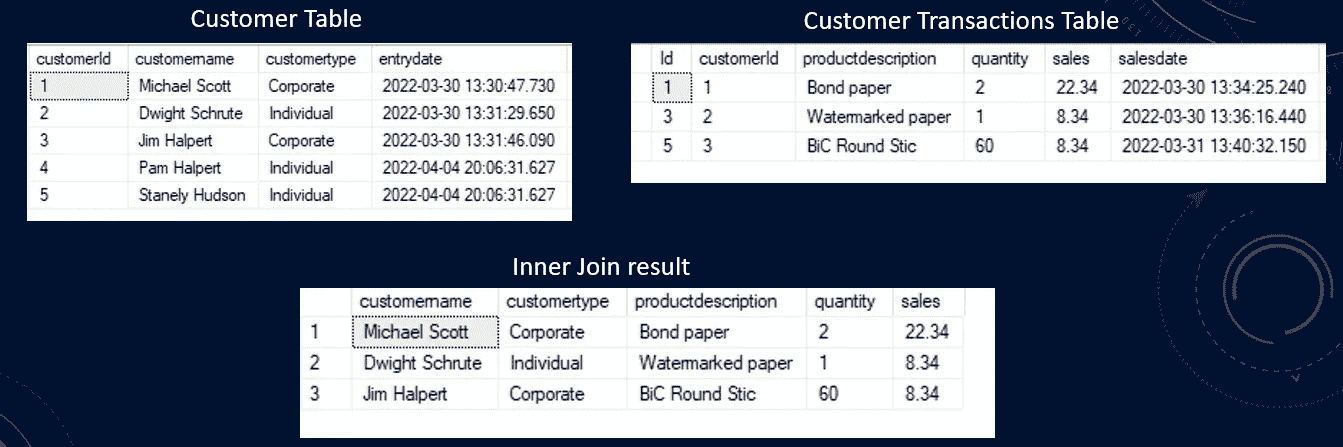 Customer Table
customerId customername customertype entrydate
1 Michael Scott Corporate 2022-03-30 13:30:47.730
2 Dwight Schrute Individual 2022-03-30 13:31:29.650
3 Jim Halpert Corporate 2022-03-30 13:31:46.090
4 Pam Halpert Individual 2022-04-04 20:06:31.627
5 Stanely Hudson Individual 2022-04-04 20:06:31.627
Customer Transactions Table
Id customerId productdescription quantity sales salesdate
1 1 Bond paper 2 22.34 2022-03-30 13:34:25.240
3 2 Watermarked paper 1 8.34 2022-03-30 13:36:16.440
5 3 BiC Round Stic 60 8.34 2022-03-31 13:40:32.150
Inner Join result
customername customertype productdescription quantity sales
1 Michael Scott Corporate Bond paper 2 22.34
2 Dwight Schrute Individual Watermarked paper 1 8.34
3 Jim Halpert Corporate BiC Round Stic 60 8.34